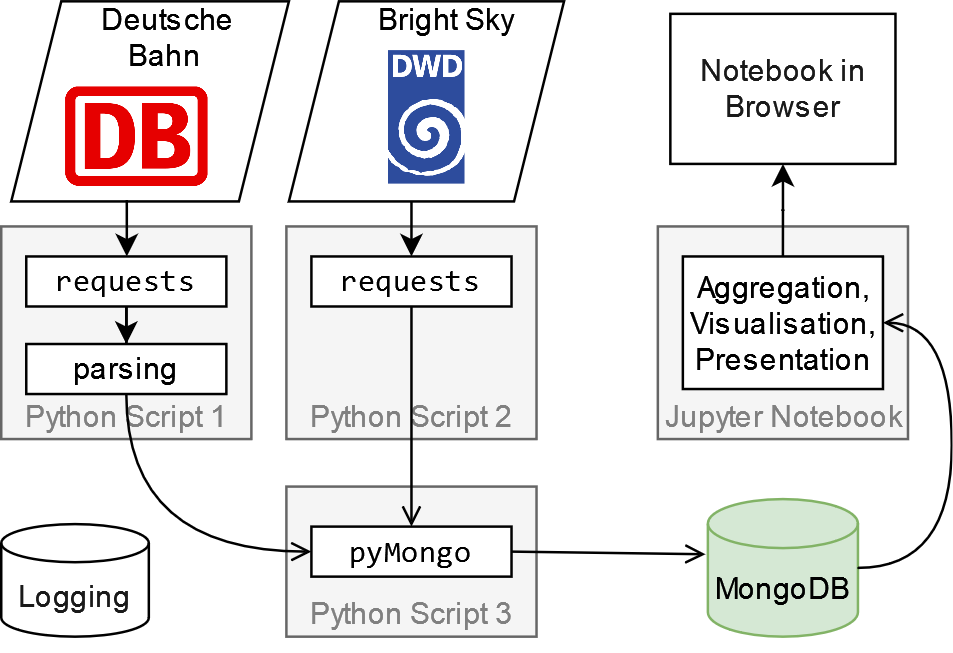 Deutsche
Bahn
DB
Bright Sky
DWD
Notebook in
Browser
requests
parsing
Python Script 1
requests
Python Script 2
Aggregation,
Visualisation,
Presentation
Jupyter Notebook
Logging
pyMongo
Python Script 3
MongoDB